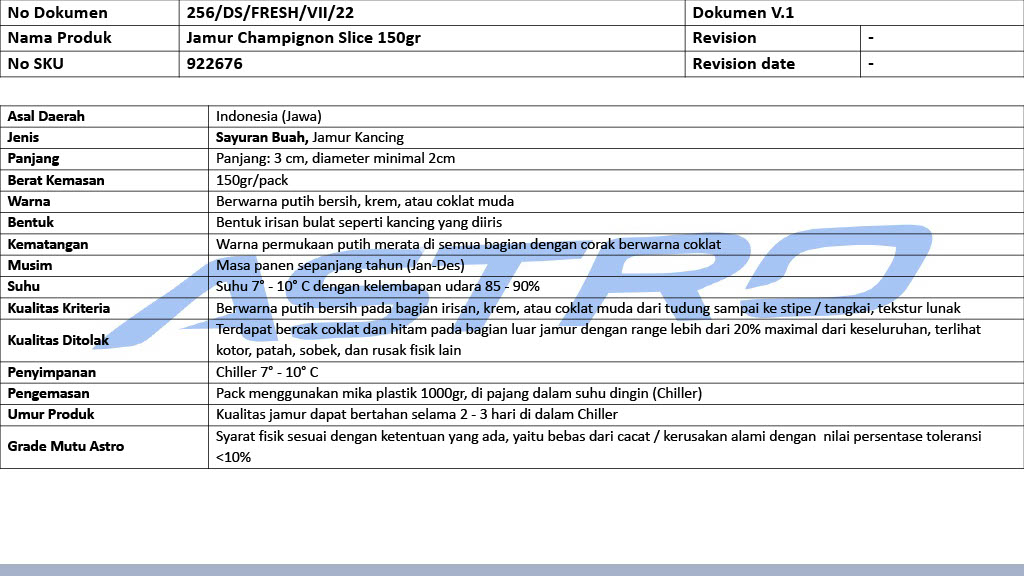 No Dokumen 256/DS/FRESH/VII/22 Dokumen V.1
Nama Produk Jamur Champignon Slice 150gr Revision -
No SKU 922676 Revision date -
Asal Daerah Indonesia (Jawa)
Jenis Sayuran Buah, Jamur Kancing
Panjang Panjang: 3 cm, diameter minimal 2cm
Berat Kemasan 150gr/pack
Warna Berwarna putih bersih, krem, atau coklat muda
Bentuk Bentuk irisan bulat seperti kancing yang diiris
Kematangan Warna permukaan putih merata di semua bagian dengan corak berwarna coklat
Musim Masa panen sepanjang tahun (Jan-Des)
Suhu Suhu 7° - 10° C dengan kelembapan udara 85 - 90%
Kualitas Kriteria Berwarna putih bersih pada bagian irisan, krem, atau coklat muda dari tudung sampai ke stipe / tangkai, tekstur lunak
Kualitas Ditolak Terdapat bercak coklat dan hitam pada bagian luar jamur dengan range lebih dari 20% maximal dari keseluruhan, terlihat
kotor, patah, sobek, dan rusak fisik lain
Penyimpanan Chiller 7° - 10° C
Pengemasan Pack menggunakan mika plastik 1000gr, di pajang dalam suhu dingin (Chiller)
Umur Produk Kualitas jamur dapat bertahan selama 2 - 3 hari di dalam Chiller
Grade Mutu Astro Syarat fisik sesuai dengan ketentuan yang ada, yaitu bebas dari cacat / kerusakan alami dengan  nilai persentase toleransi
<10%
ASTRO